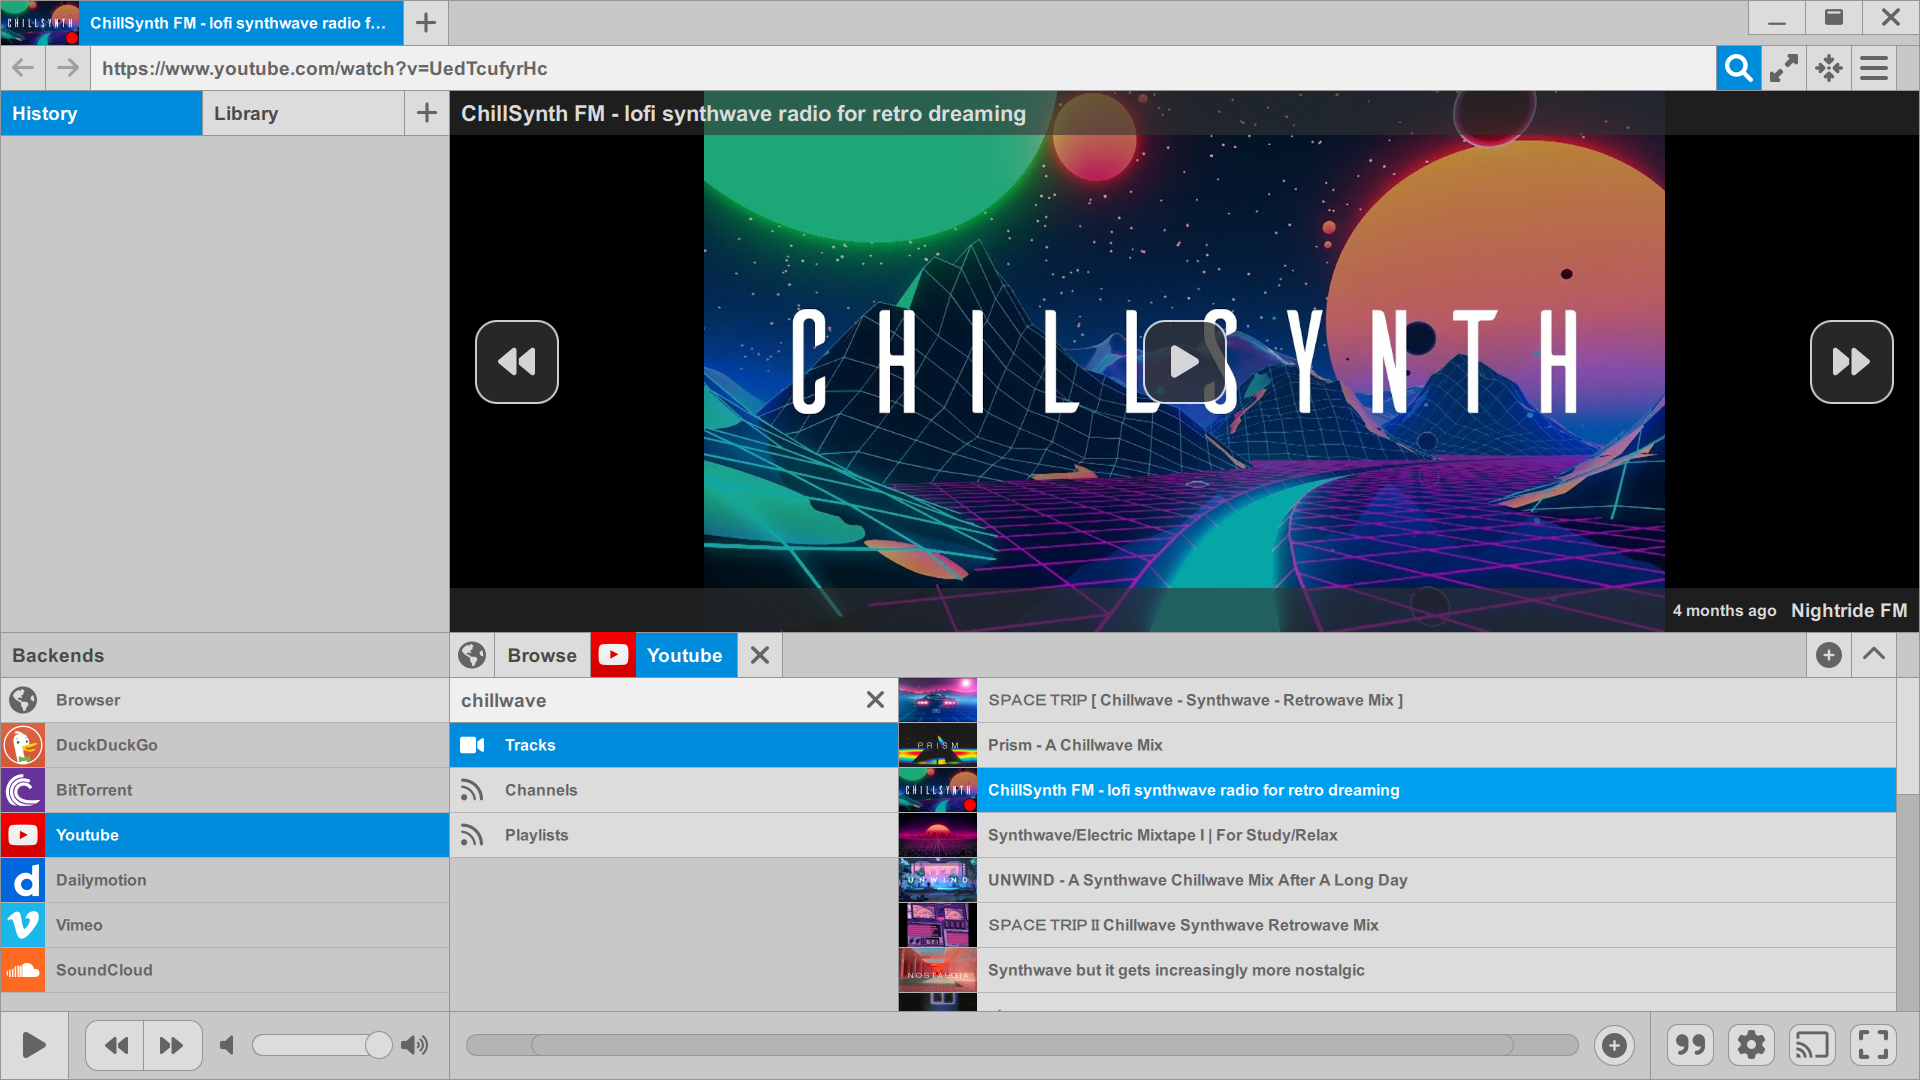 CHILLSYNTH
ChillSynth FM - lofi synthwave radio f...
https://www.youtube.com/watch?v=UedTcufyrHc
History
Library
ChillSynth FM - lofi synthwave radio for retro dreaming
CHILLSYNTH
4 months ago
Nightride FM
Backends
Browse
Youtube
Browser
DuckDuckGo
BitTorrent
Youtube
Dailymotion
Vimeo
SoundCloud
chillwave
Tracks
Channels
Playlists
SPACE TRIP [ Chillwave - Synthwave - Retrowave Mix ]
PRISM
Prism - A Chillwave Mix
CHILLSYNTH
ChillSynth FM - lofi synthwave radio for retro dreaming
Synthwave/Electric Mixtape I | For Study/Relax
UNWIND
UNWIND - A Synthwave Chillwave Mix After A Long Day
SPACE TRIP II Chillwave Synthwave Retrowave Mix
NOSTALGIA
Synthwave but it gets increasingly more nostalgic